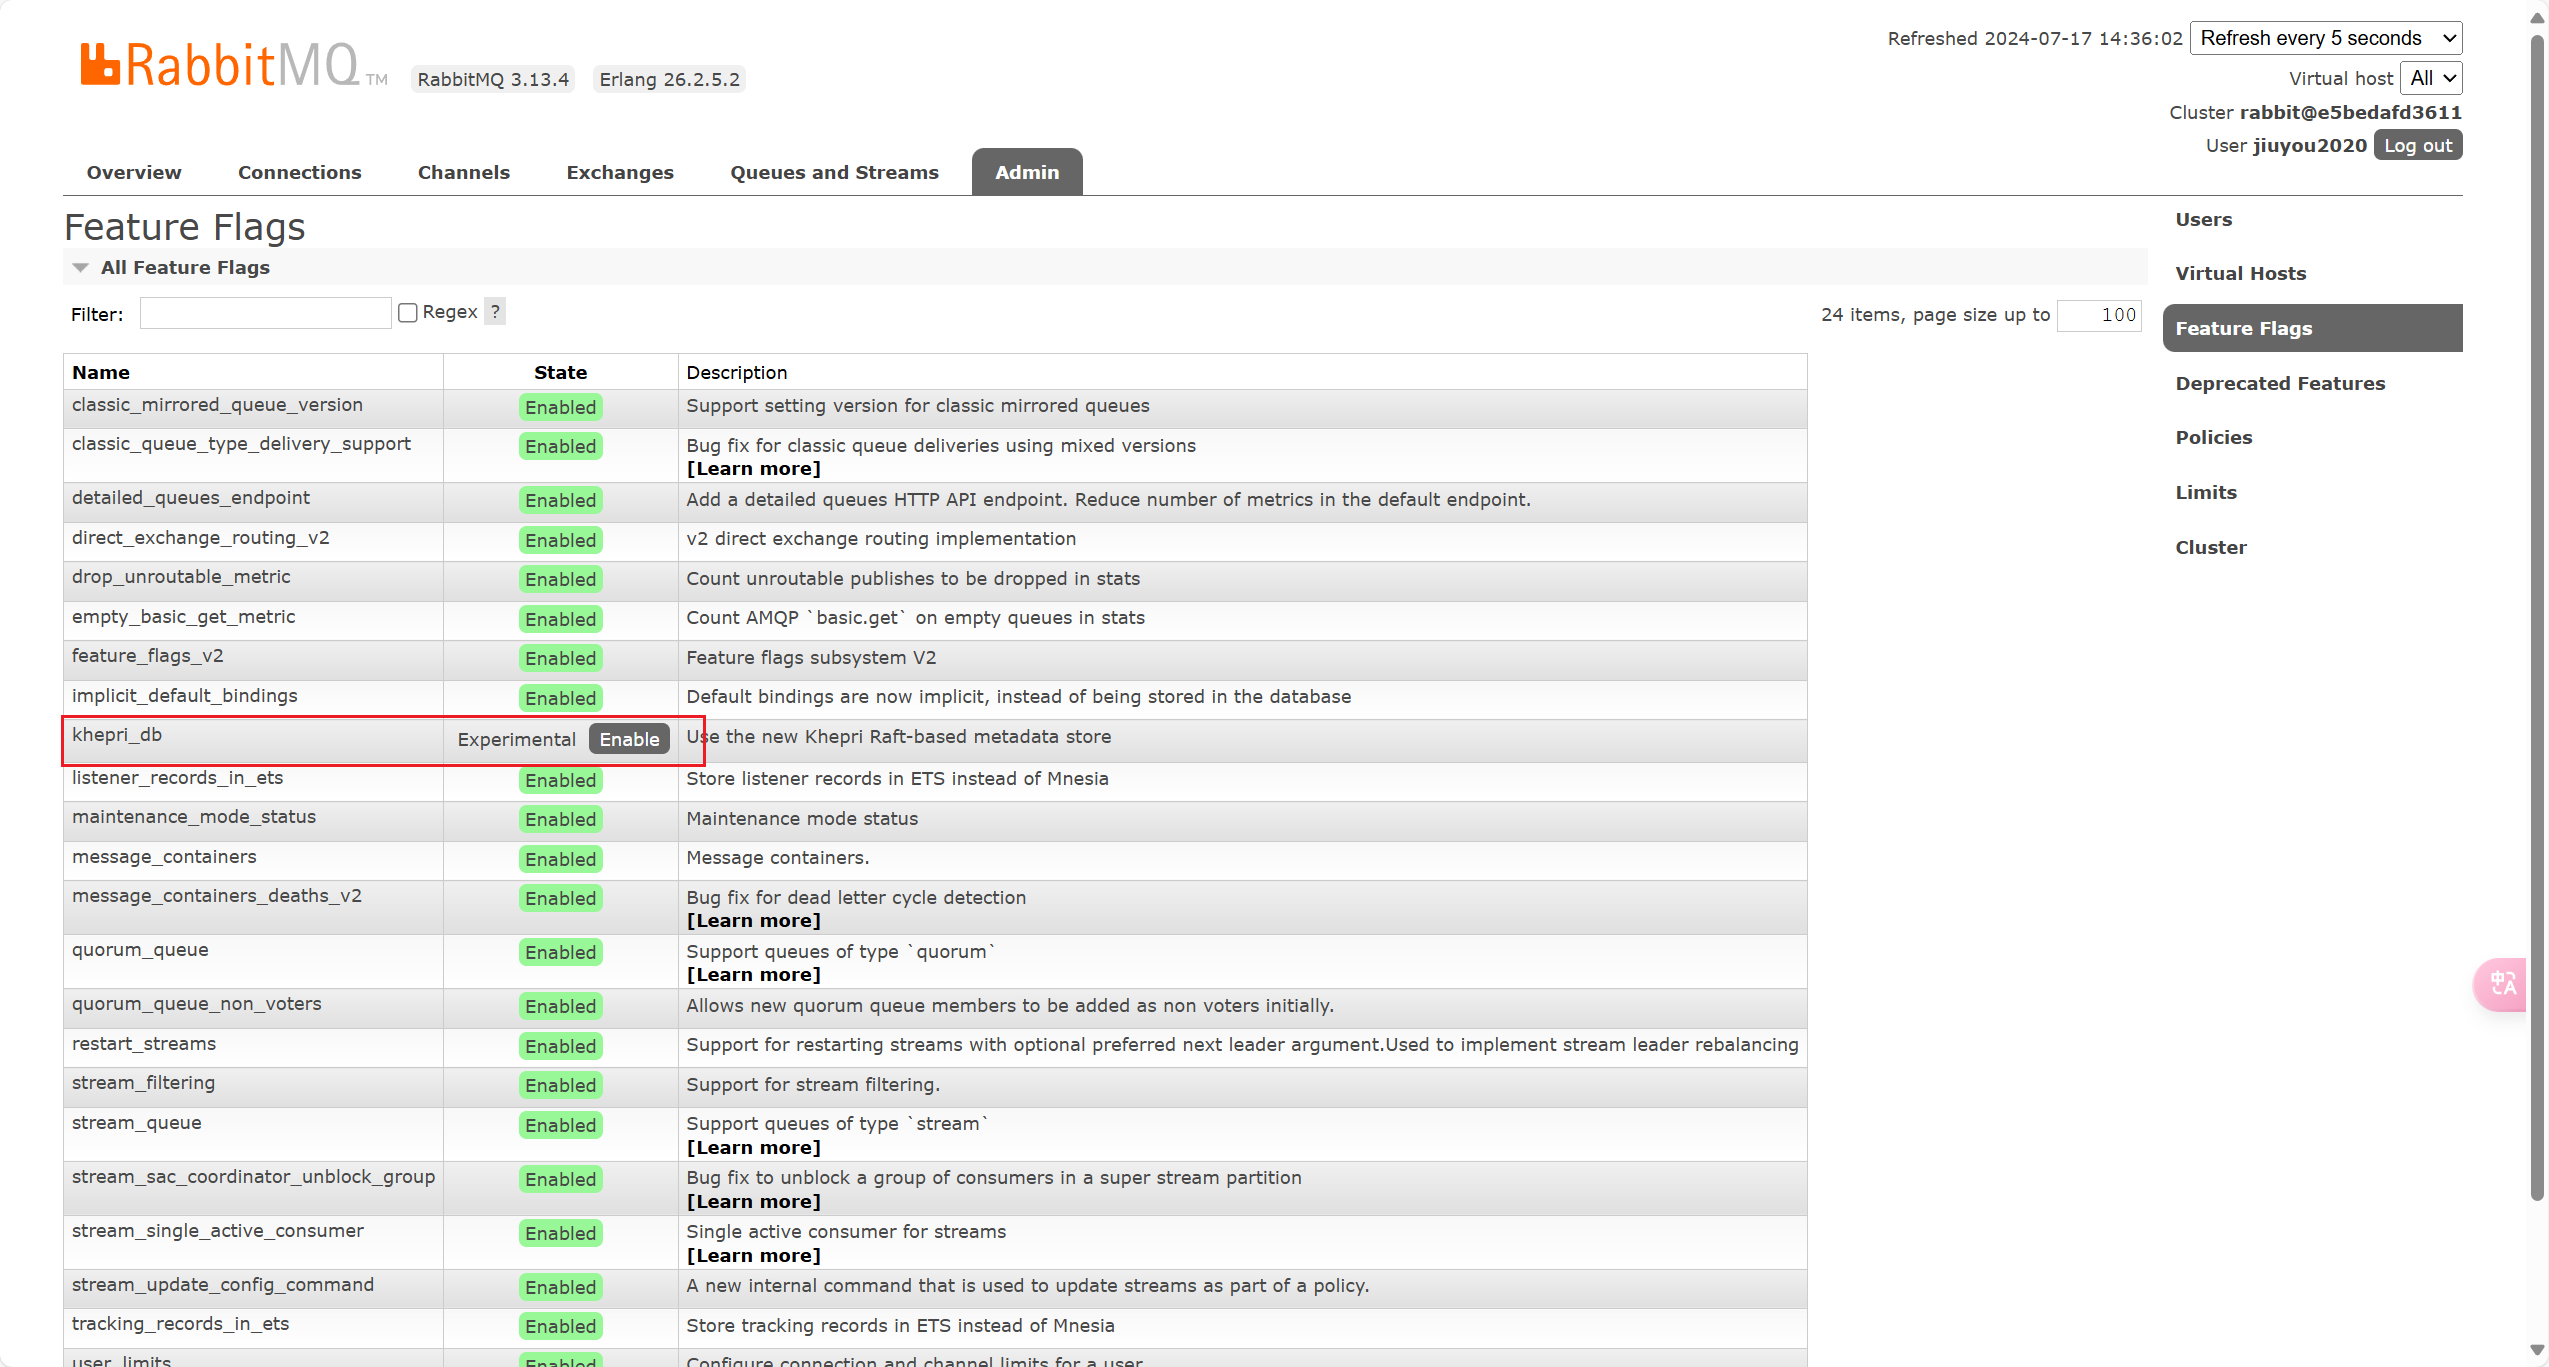 RabbitMQ TM
RabbitMQ 3.13.4 Erlang 26.2.5.2
Refreshed 2024-07-17 14:36:02 Refresh every 5 seconds
Virtual host All
Cluster rabbit@e5bedafd3611
User jiuyou2020 Log out
Overview Connections Channels Exchanges Queues and Streams Admin
Feature Flags
All Feature Flags
Filter: Regex ?
24 items, page size up to 100
Name State Description
classic_mirrored_queue_version Enabled Support setting version for classic mirrored queues
classic_queue_type_delivery_support Enabled Bug fix for classic queue deliveries using mixed versions
[Learn more]
detailed_queues_endpoint Enabled Add a detailed queues HTTP API endpoint. Reduce number of metrics in the default endpoint.
direct_exchange_routing_v2 Enabled v2 direct exchange routing implementation
drop_unroutable_metric Enabled Count unroutable publishes to be dropped in stats
empty_basic_get_metric Enabled Count AMQP `basic.get` on empty queues in stats
feature_flags_v2 Enabled Feature flags subsystem V2
implicit_default_bindings Enabled Default bindings are now implicit, instead of being stored in the database
khepri_db Experimental Enable Use the new Khepri Raft-based metadata store
listener_records_in_ets Enabled Store listener records in ETS instead of Mnesia
maintenance_mode_status Enabled Maintenance mode status
message_containers Enabled Message containers.
message_containers_deaths_v2 Enabled Bug fix for dead letter cycle detection
[Learn more]
quorum_queue Enabled Support queues of type `quorum`
[Learn more]
quorum_queue_non_voters Enabled Allows new quorum queue members to be added as non voters initially.
restart_streams Enabled Support for restarting streams with optional preferred next leader argument.Used to implement stream leader rebalancing
stream_filtering Enabled Support for stream filtering.
stream_queue Enabled Support queues of type `stream`
[Learn more]
stream_sac_coordinator_unblock_group Enabled Bug fix to unblock a group of consumers in a super stream partition
[Learn more]
stream_single_active_consumer Enabled Single active consumer for streams
[Learn more]
stream_update_config_command Enabled A new internal command that is used to update streams as part of a policy.
tracking_records_in_ets Enabled Store tracking records in ETS instead of Mnesia
user_limits Enabled Configure connection and channel limits for a user
Users
Virtual Hosts
Feature Flags
Deprecated Features
Policies
Limits
Cluster
中A